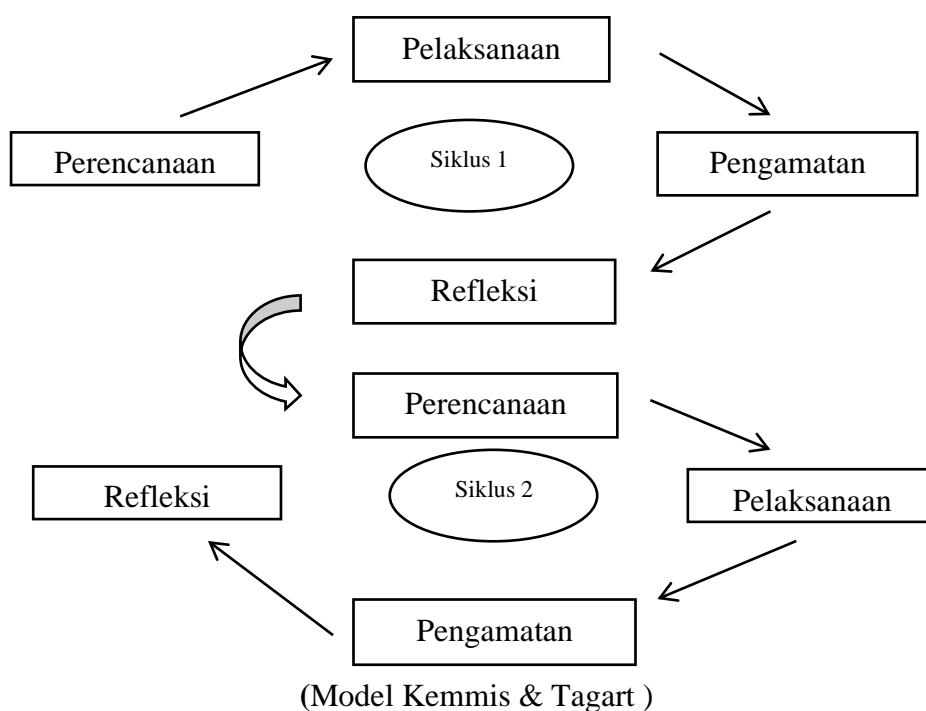 Pelaksanaan
Perencanaan
Siklus 1
Pengamatan
Refleksi
Perencanaan
Refleksi
Siklus 2
Pelaksanaan
Pengamatan
(Model Kemmis & Tagart )